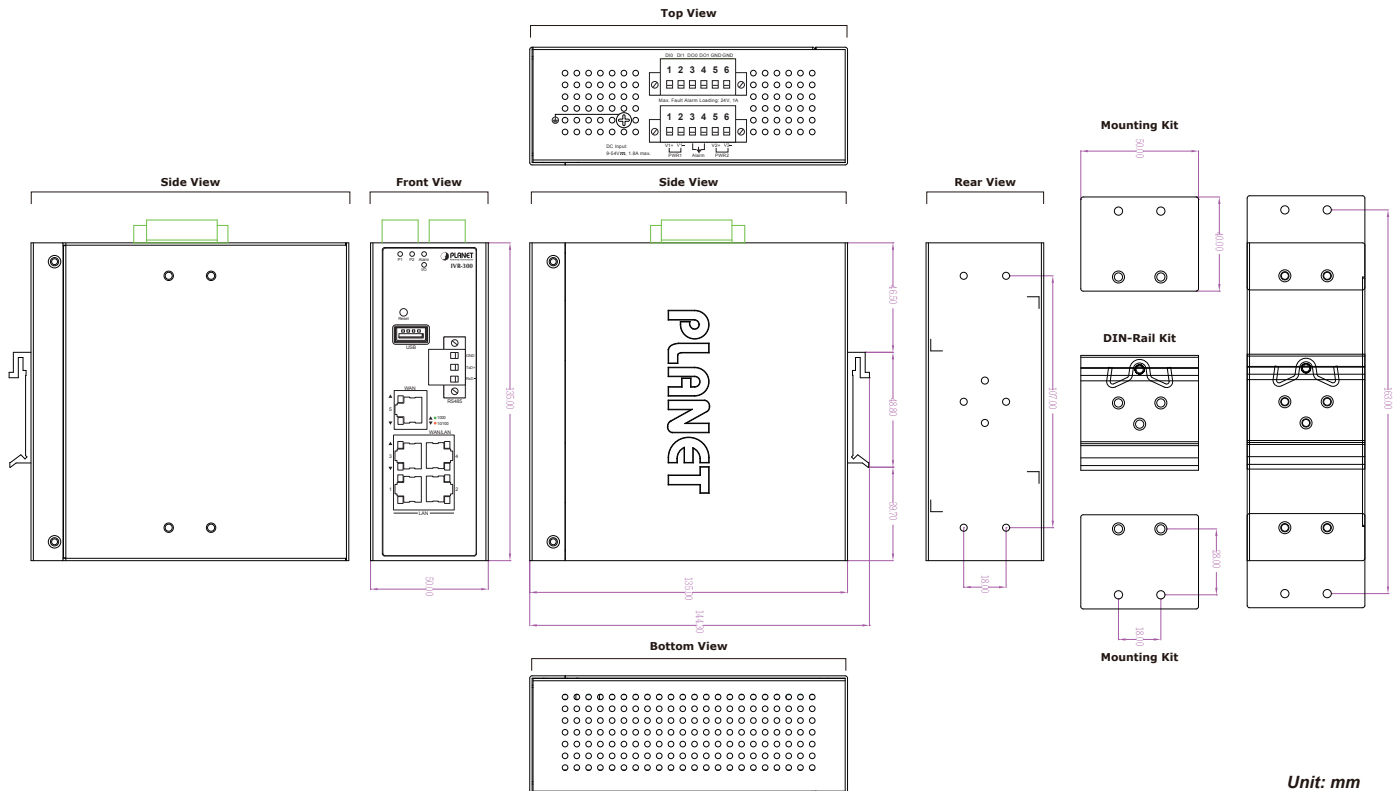 Top View
DI0 DI1 DO0 DO1 GND GND
1 2 3 4 5 6
Max. Fault Alarm Loading: 24V, 1A
1 2 3 4 5 6
V1+ V1- V2+ V2-
PWR1 Alarm PWR2
DC Input:
9-54V, 1.8A max.
Mounting Kit
50.00
40.00
Side View
Front View
Side View
Rear View
P1 P2 Alarm
I/O
PLANET
IVR-300
Reset
USB
GND
RS485
WAN
5
1000
10/100
WAN/LAN
3
4
1
2
LAN
135.00
50.00
PLANET
46.50
48.80
39.70
135.00
144.30
107.00
18.00
DIN-Rail Kit
28.00
18.00
Mounting Kit
163.00
Bottom View
Unit: mm